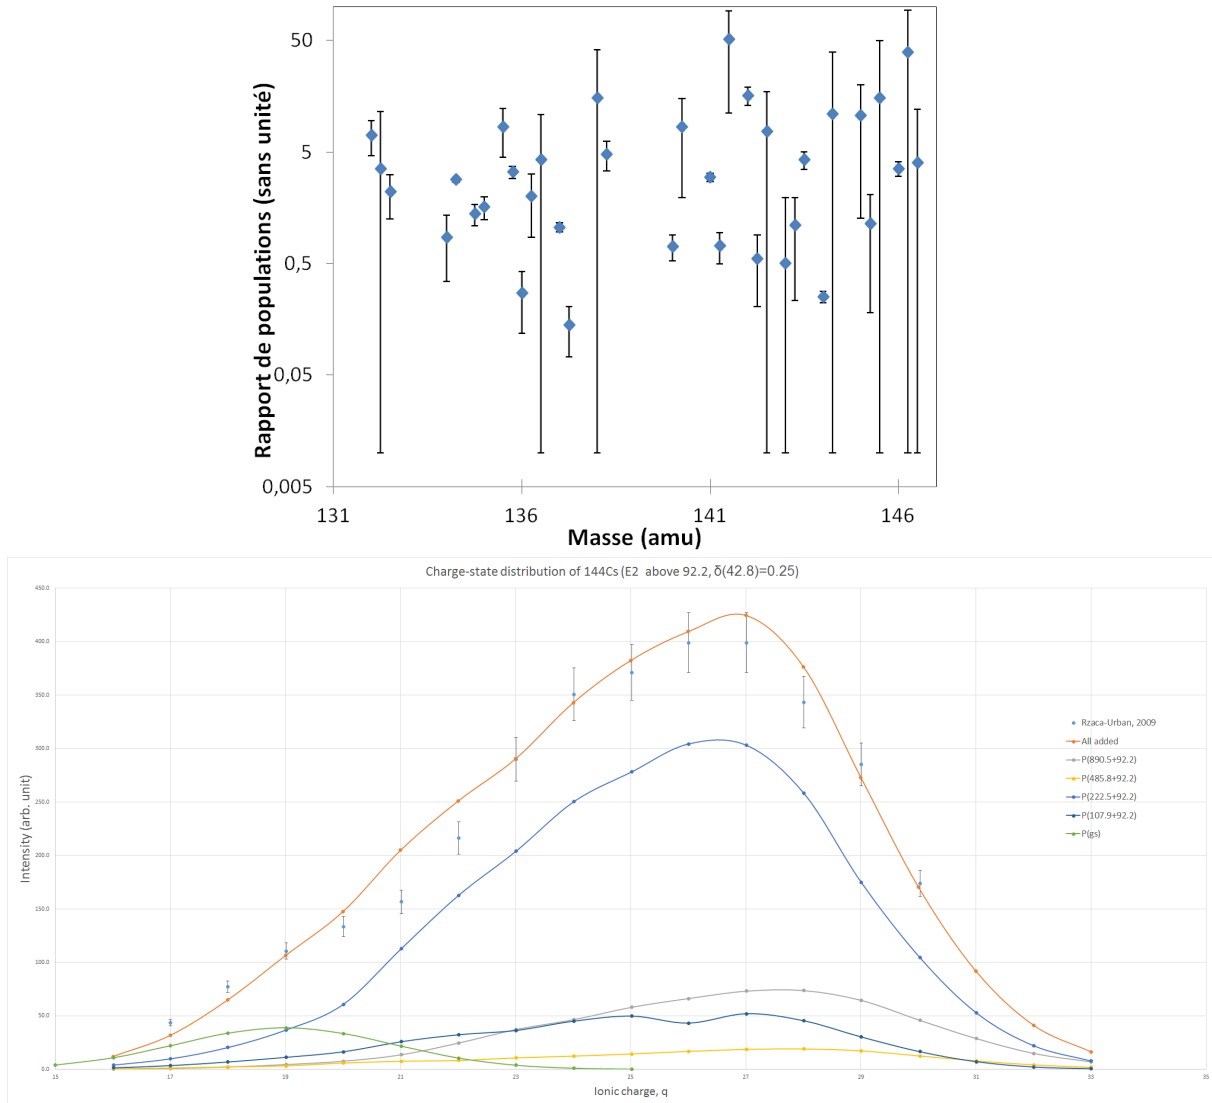 50
5
0,5
0,05
0,005
Rapport de populations (sans unité)
131
136
141
146
Masse (amu)
Charge-state distribution of 144Cs (E2 above 92.2, δ(42.8)=0.25)
450.0
400.0
350.0
300.0
250.0
200.0
150.0
100.0
50.0
0.0
Intensity (arb. unit)
Rzaca-Urban, 2009
All added
P(890.5+92.2)
P(485.8+92.2)
P(222.5+92.2)
P(107.9+92.2)
P(gs)
15
17
19
21
23
25
27
29
31
33
35
Ionic charge, q